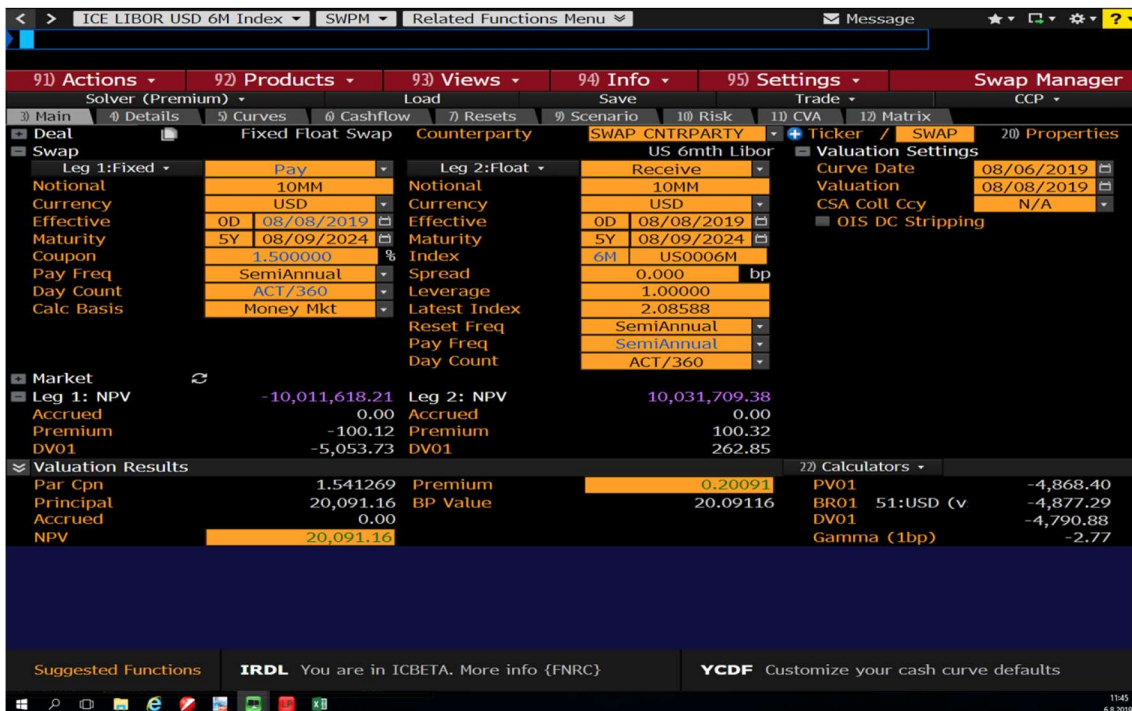 < > ICE LIBOR USD 6M Index SWPM Related Functions Menu Message ?
91) Actions 92) Products 93) Views 94) Info 95) Settings Swap Manager
Solver (Premium) Load Save Trade CCP
3) Main 4) Details 5) Curves 6) Cashflow 7) Resets 9) Scenario 10) Risk 11) CVA 12) Matrix
Deal Fixed Float Swap Counterparty SWAP CNTRPARTY Ticker / SWAP 20) Properties
Swap US 6mth Libor Valuation Settings
Leg 1:Fixed Pay Leg 2:Float Receive Curve Date 08/06/2019
Notional 10MM Notional 10MM Valuation 08/08/2019
Currency USD Currency USD CSA Coll Ccy N/A
Effective 0D 08/08/2019 Effective 0D 08/08/2019 OIS DC Stripping
Maturity 5Y 08/09/2024 Maturity 5Y 08/09/2024
Coupon 1.500000 % Index 6M US0006M
Pay Freq SemiAnnual Spread 0.000 bp
Day Count ACT/360 Leverage 1.00000
Calc Basis Money Mkt Latest Index 2.08588
Reset Freq SemiAnnual
Pay Freq SemiAnnual
Day Count ACT/360
Market
Leg 1: NPV -10,011,618.21 Leg 2: NPV 10,031,709.38
Accrued 0.00 Accrued 0.00
Premium -100.12 Premium 100.32
DV01 -5,053.73 DV01 262.85
Valuation Results 22) Calculators
Par Cpn 1.541269 Premium 0.20091 PV01 -4,868.40
Principal 20,091.16 BP Value 20.09116 BR01 51:USD (v -4,877.29
Accrued 0.00 DV01 -4,790.88
NPV 20,091.16 Gamma (1bp) -2.77
Suggested Functions IRDL You are in ICBETA. More info {FNRC} YCDF Customize your cash curve defaults
11:45
6.8.2019